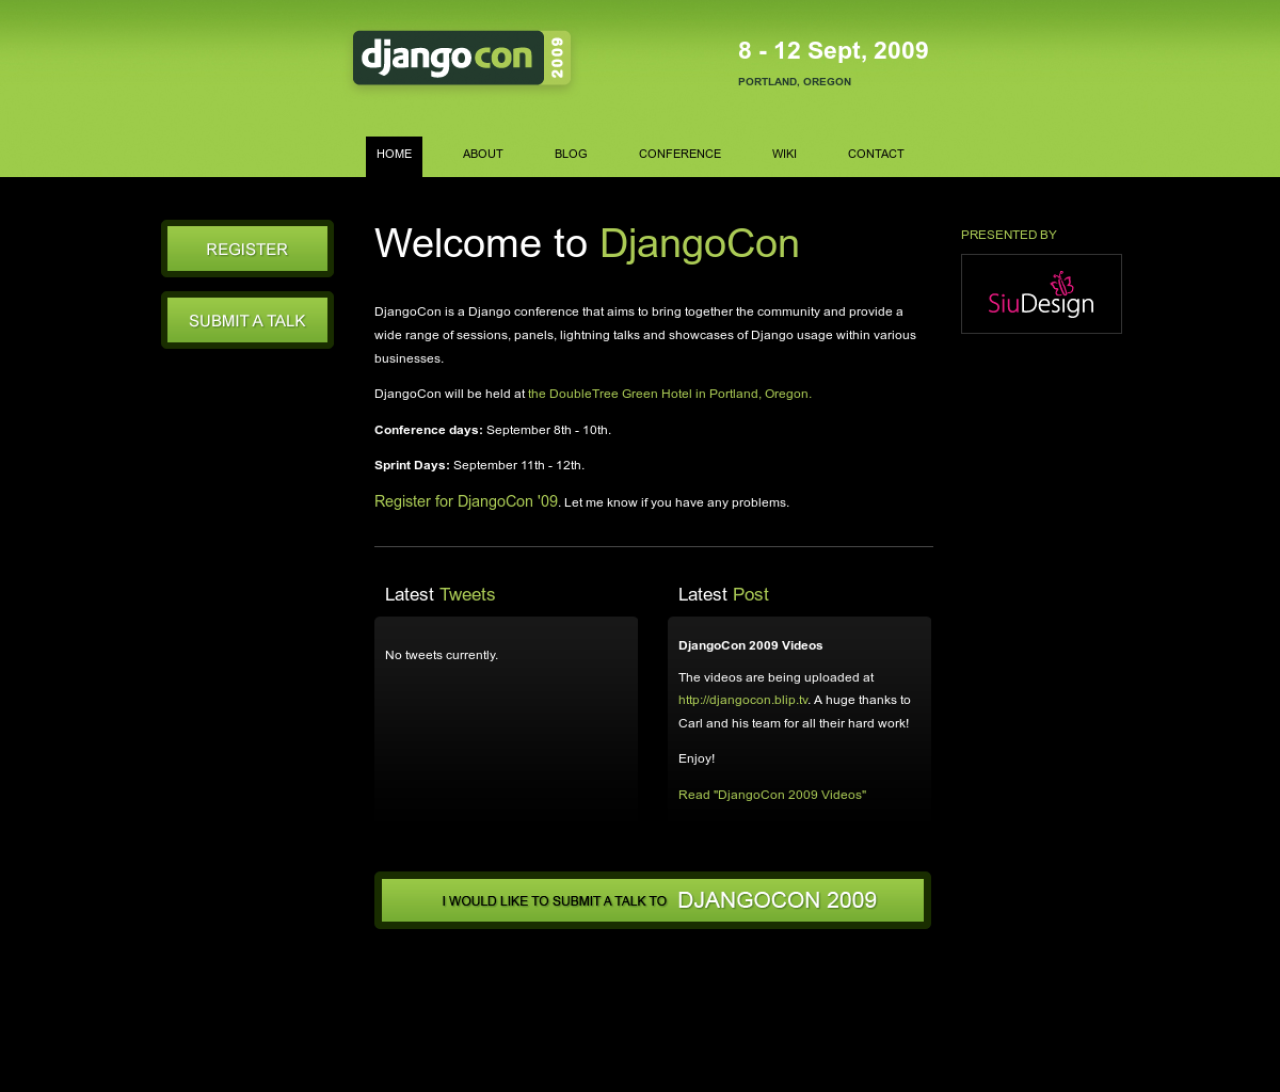 djangocon 2009
8 - 12 Sept, 2009
PORTLAND, OREGON
HOME ABOUT BLOG CONFERENCE WIKI CONTACT
REGISTER
SUBMIT A TALK
Welcome to DjangoCon
DjangoCon is a Django conference that aims to bring together the community and provide a
wide range of sessions, panels, lightning talks and showcases of Django usage within various
businesses.
DjangoCon will be held at the DoubleTree Green Hotel in Portland, Oregon.
Conference days: September 8th - 10th.
Sprint Days: September 11th - 12th.
Register for DjangoCon '09. Let me know if you have any problems.
PRESENTED BY
SiuDesign
Latest Tweets
No tweets currently.
Latest Post
DjangoCon 2009 Videos
The videos are being uploaded at
http://djangocon.blip.tv. A huge thanks to
Carl and his team for all their hard work!
Enjoy!
Read "DjangoCon 2009 Videos"
I WOULD LIKE TO SUBMIT A TALK TO DJANGOCON 2009